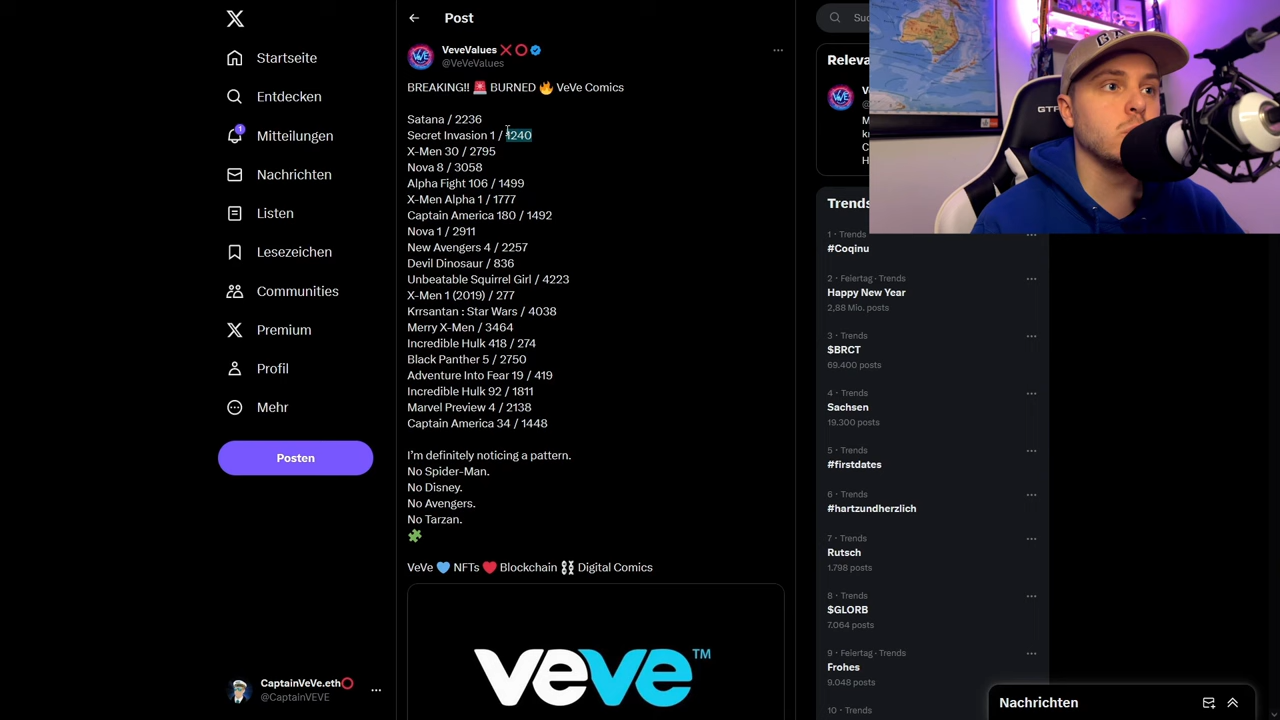 Post
Suc
Startseite
Entdecken
1
Mitteilungen
Nachrichten
Listen
Lesezeichen
Communities
Premium
Profil
Mehr
Posten
CaptainVeVe.eth⭕
@CaptainVEVE
VeveValues ❌ ⭕
@VeVeValues
BREAKING!! 🚨 BURNED 🔥 VeVe Comics
Satana / 2236
Secret Invasion 1 / 1240
X-Men 30 / 2795
Nova 8 / 3058
Alpha Fight 106 / 1499
X-Men Alpha 1 / 1777
Captain America 180 / 1492
Nova 1 / 2911
New Avengers 4 / 2257
Devil Dinosaur / 836
Unbeatable Squirrel Girl / 4223
X-Men 1 (2019) / 277
Krrsantan : Star Wars / 4038
Merry X-Men / 3464
Incredible Hulk 418 / 274
Black Panther 5 / 2750
Adventure Into Fear 19 / 419
Incredible Hulk 92 / 1811
Marvel Preview 4 / 2138
Captain America 34 / 1448
I'm definitely noticing a pattern.
No Spider-Man.
No Disney.
No Avengers.
No Tarzan.
🧩
VeVe 💙 NFTs ❤️ Blockchain ⛓️ Digital Comics
veve™
Releva
Trends
1 · Trends
#Coqinu
2 · Feiertag · Trends
Happy New Year
2,88 Mio. posts
3 · Trends
$BRCT
69.400 posts
4 · Trends
Sachsen
19.300 posts
5 · Trends
#firstdates
6 · Trends
#hartzundherzlich
7 · Trends
Rutsch
1.798 posts
8 · Trends
$GLORB
7.064 posts
9 · Feiertag · Trends
Frohes
9.048 posts
10 · Trends
Nachrichten
GTR